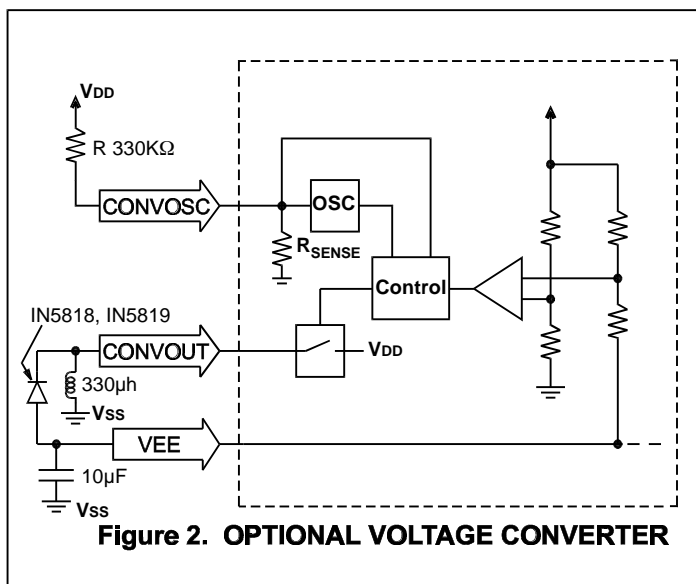 VDD
R 330KΩ
CONVOSC
OSC
RSENSE
Control
IN5818, IN5819
CONVOUT
VDD
330µh
VSS
VEE
10µF
VSS
Figure 2. OPTIONAL VOLTAGE CONVERTER